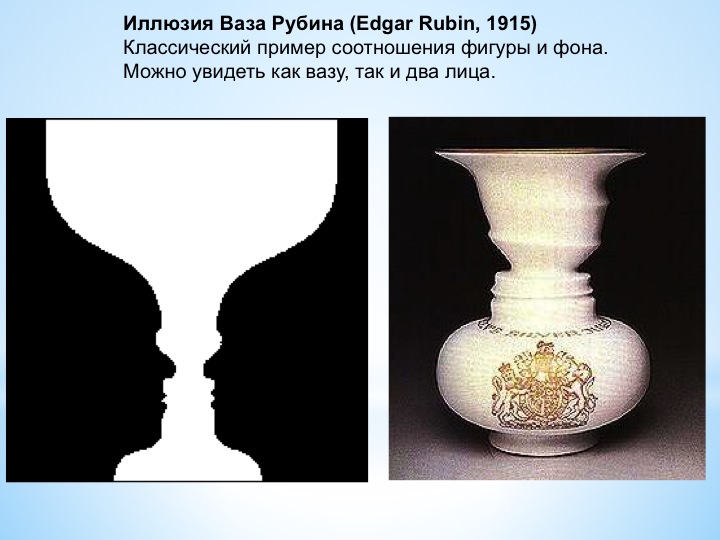 Иллюзия Ваза Рубина (Edgar Rubin, 1915)
Классический пример соотношения фигуры и фона.
Можно увидеть как вазу, так и два лица.